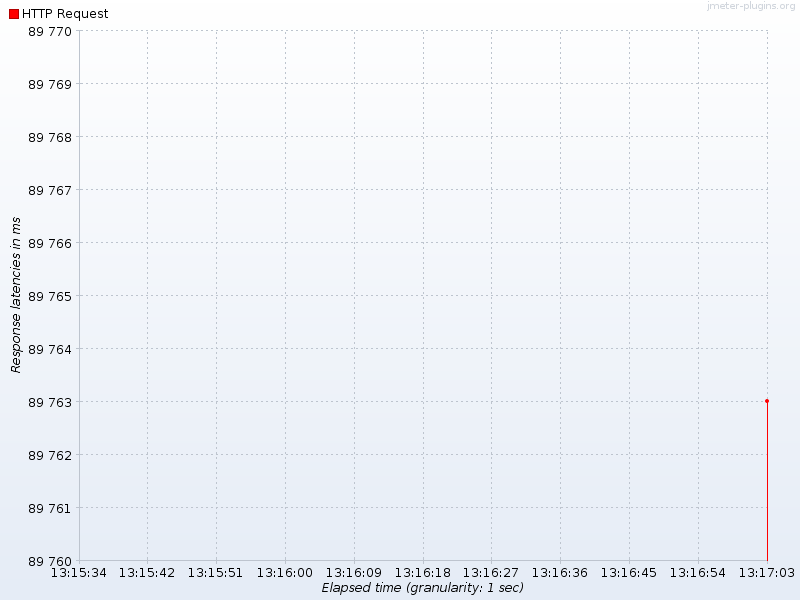 jmeter-plugins.org
HTTP Request
89 770
89 769
89 768
89 767
89 766
89 765
89 764
89 763
89 762
89 761
89 760
Response latencies in ms
13:15:34 13:15:42 13:15:51 13:16:00 13:16:09 13:16:18 13:16:27 13:16:36 13:16:45 13:16:54 13:17:03
Elapsed time (granularity: 1 sec)